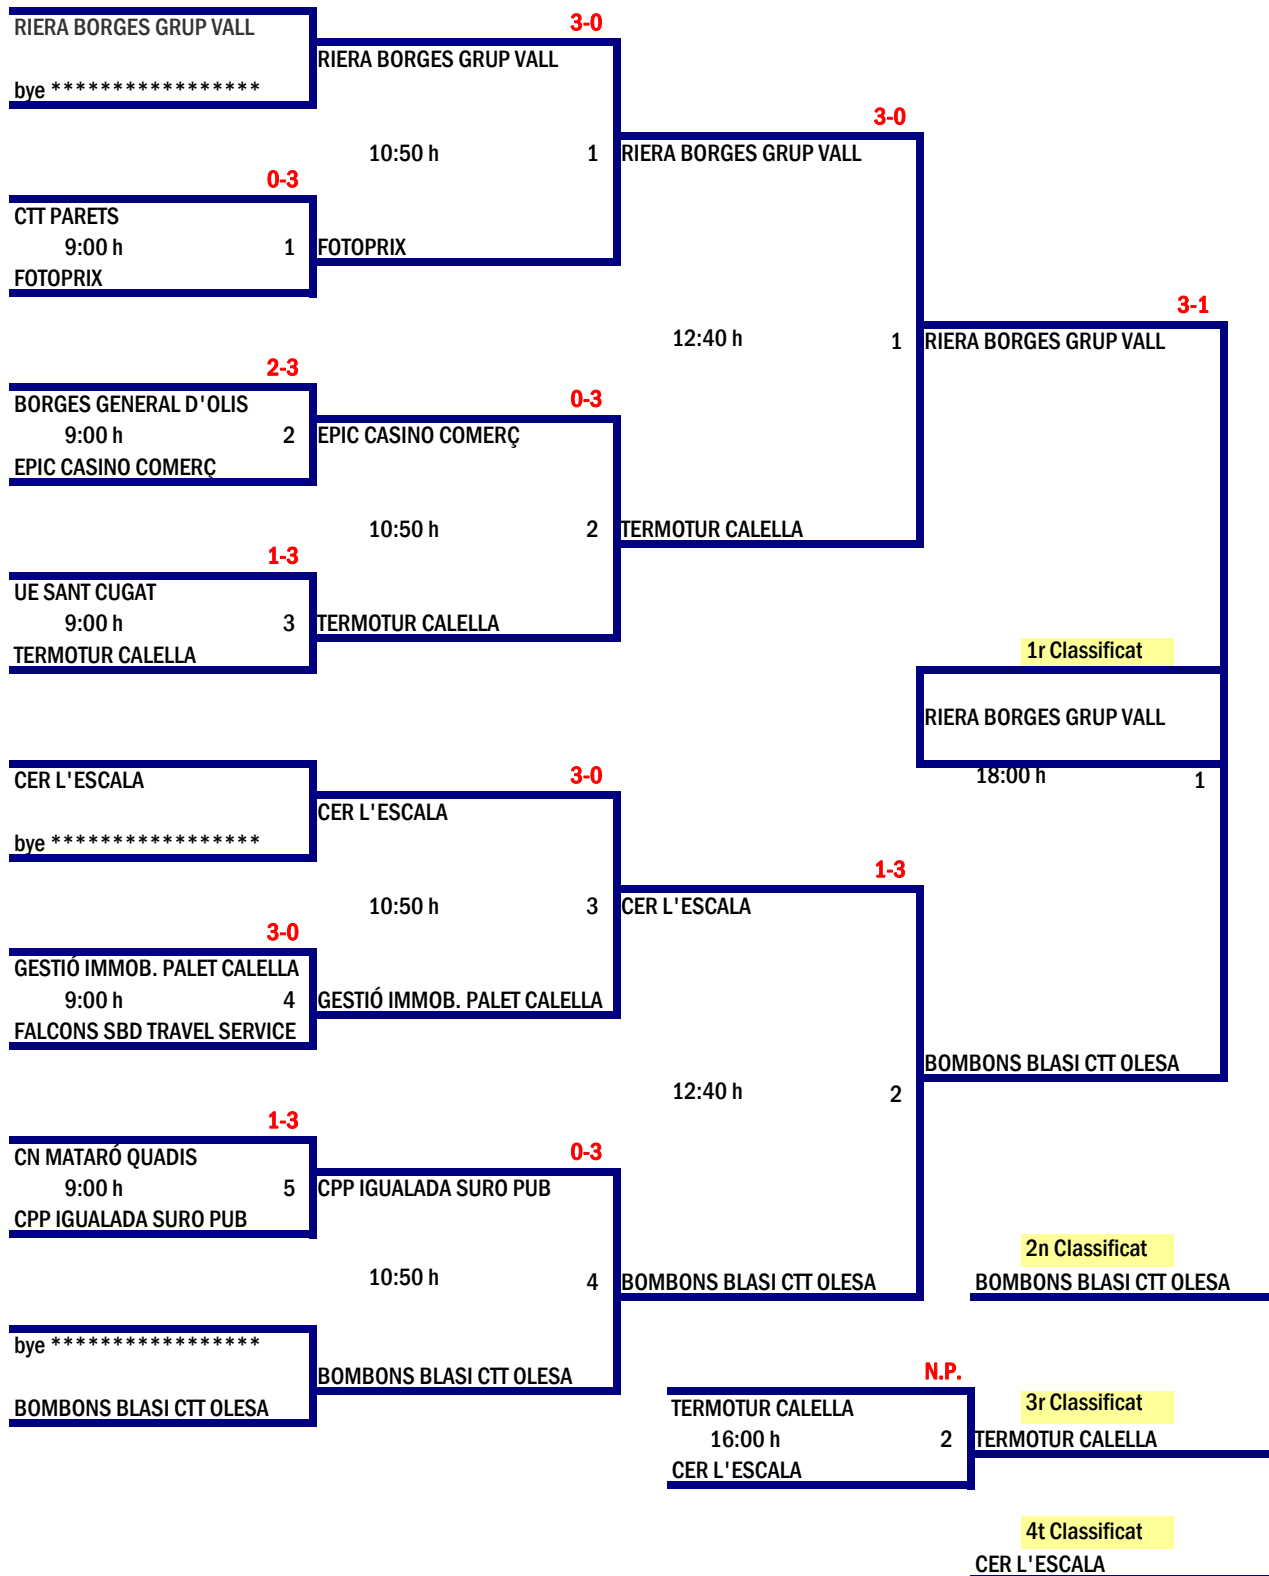 RIERA BORGES GRUP VALL
3-0
RIERA BORGES GRUP VALL
bye *****************
3-0
10:50 h 1 RIERA BORGES GRUP VALL
0-3
CTT PARETS
9:00 h 1 FOTOPRIX
FOTOPRIX
3-1
12:40 h 1 RIERA BORGES GRUP VALL
2-3
BORGES GENERAL D'OLIS
0-3
9:00 h 2 EPIC CASINO COMERÇ
EPIC CASINO COMERÇ
10:50 h 2 TERMOTUR CALELLA
1-3
UE SANT CUGAT
9:00 h 3 TERMOTUR CALELLA
TERMOTUR CALELLA
1r Classificat
RIERA BORGES GRUP VALL
18:00 h 1
CER L'ESCALA
3-0
CER L'ESCALA
bye *****************
1-3
10:50 h 3 CER L'ESCALA
3-0
GESTIÓ IMMOB. PALET CALELLA
9:00 h 4 GESTIÓ IMMOB. PALET CALELLA
FALCONS SBD TRAVEL SERVICE
BOMBONS BLASI CTT OLESA
12:40 h 2
1-3
CN MATARÓ QUADIS
0-3
9:00 h 5 CPP IGUALADA SURO PUB
CPP IGUALADA SURO PUB
2n Classificat
10:50 h 4 BOMBONS BLASI CTT OLESA
BOMBONS BLASI CTT OLESA
bye *****************
BOMBONS BLASI CTT OLESA
BOMBONS BLASI CTT OLESA
N.P.
3r Classificat
TERMOTUR CALELLA
16:00 h 2 TERMOTUR CALELLA
CER L'ESCALA
4t Classificat
CER L'ESCALA